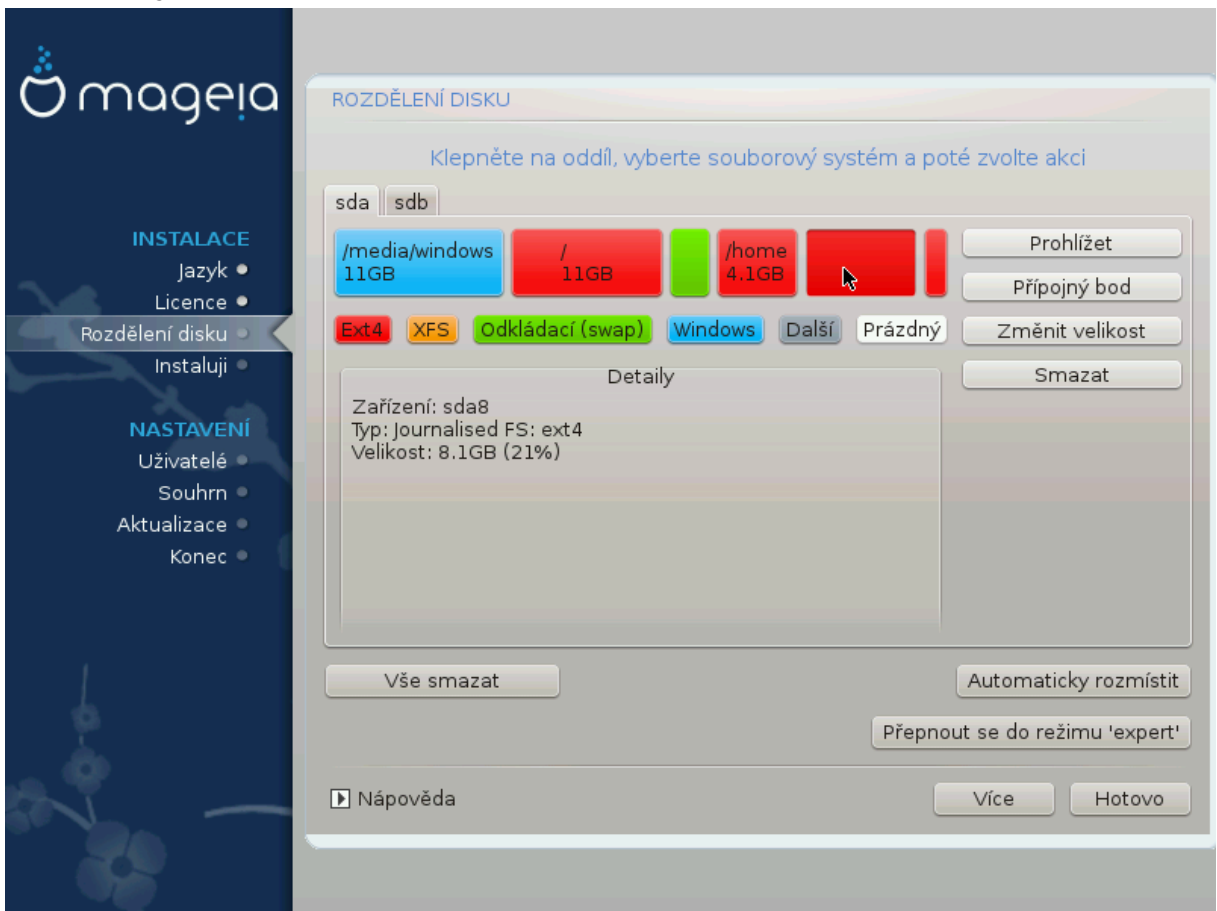 mageia
INSTALACE
Jazyk
Licence
Rozdělení disku
Instaluji
NASTAVENÍ
Uživatelé
Souhrn
Aktualizace
Konec
ROZDĚLENÍ DISKU
Klepněte na oddíl, vyberte souborový systém a poté zvolte akci
sda sdb
/media/windows / /home
11GB 11GB 4.1GB
Ext4 XFS Odkládací (swap) Windows Další Prázdný
Detaily
Zařízení: sda8
Typ: Journalised FS: ext4
Velikost: 8.1GB (21%)
Prohlížet
Přípojný bod
Změnit velikost
Smazat
Vše smazat Automaticky rozmístit
Přepnout se do režimu 'expert'
Nápověda Více Hotovo